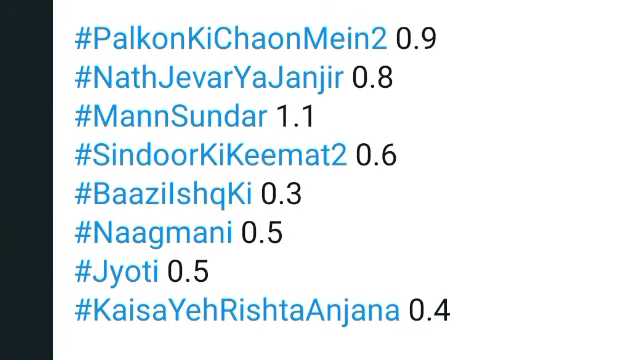 #PalkonKiChaonMein2 0.9
#NathJevarYaJanjir 0.8
#MannSundar 1.1
#SindoorKiKeemat2 0.6
#BaaziIshqKi 0.3
#Naagmani 0.5
#Jyoti 0.5
#KaisaYehRishtaAnjana 0.4